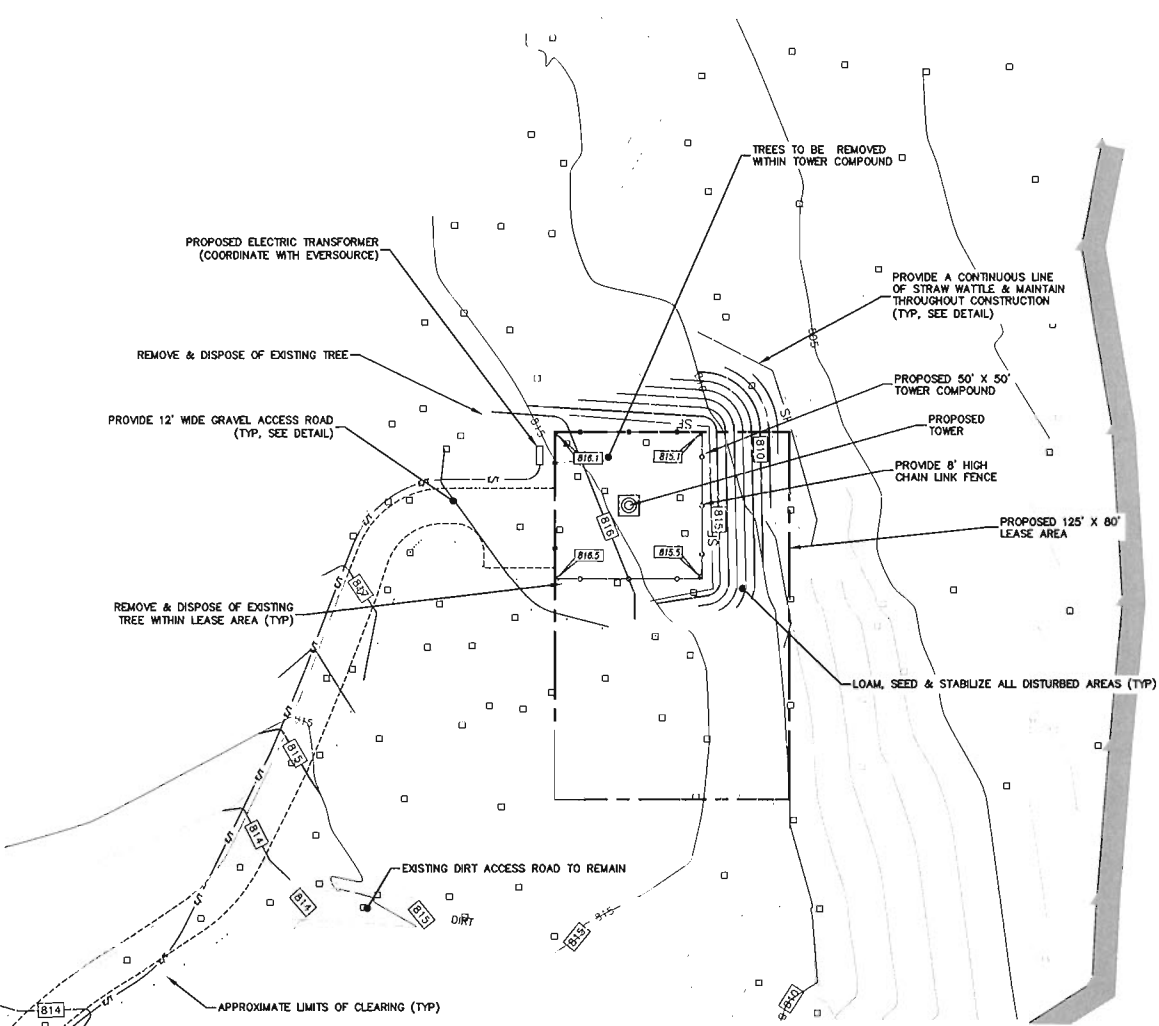 TREES TO BE REMOVED
WITHIN TOWER COMPOUND
PROPOSED ELECTRIC TRANSFORMER
(COORDINATE WITH EVERSOURCE)
PROVIDE A CONTINUOUS LINE
OF STRAW WATTLE & MAINTAIN
THROUGHOUT CONSTRUCTION
(TYP, SEE DETAIL)
805
REMOVE & DISPOSE OF EXISTING TREE
PROPOSED 50' X 50'
TOWER COMPOUND
PROVIDE 12' WIDE GRAVEL ACCESS ROAD
(TYP, SEE DETAIL)
815
810
PROPOSED
TOWER
816.1
815.1
PROVIDE 8' HIGH
CHAIN LINK FENCE
816
815
PROPOSED 125' X 80'
LEASE AREA
816.5
815.5
817
REMOVE & DISPOSE OF EXISTING
TREE WITHIN LEASE AREA (TYP)
LOAM, SEED & STABILIZE ALL DISTURBED AREAS (TYP)
815
815
814
EXISTING DIRT ACCESS ROAD TO REMAIN
814
815
DIRT
815
815
810
814
APPROXIMATE LIMITS OF CLEARING (TYP)